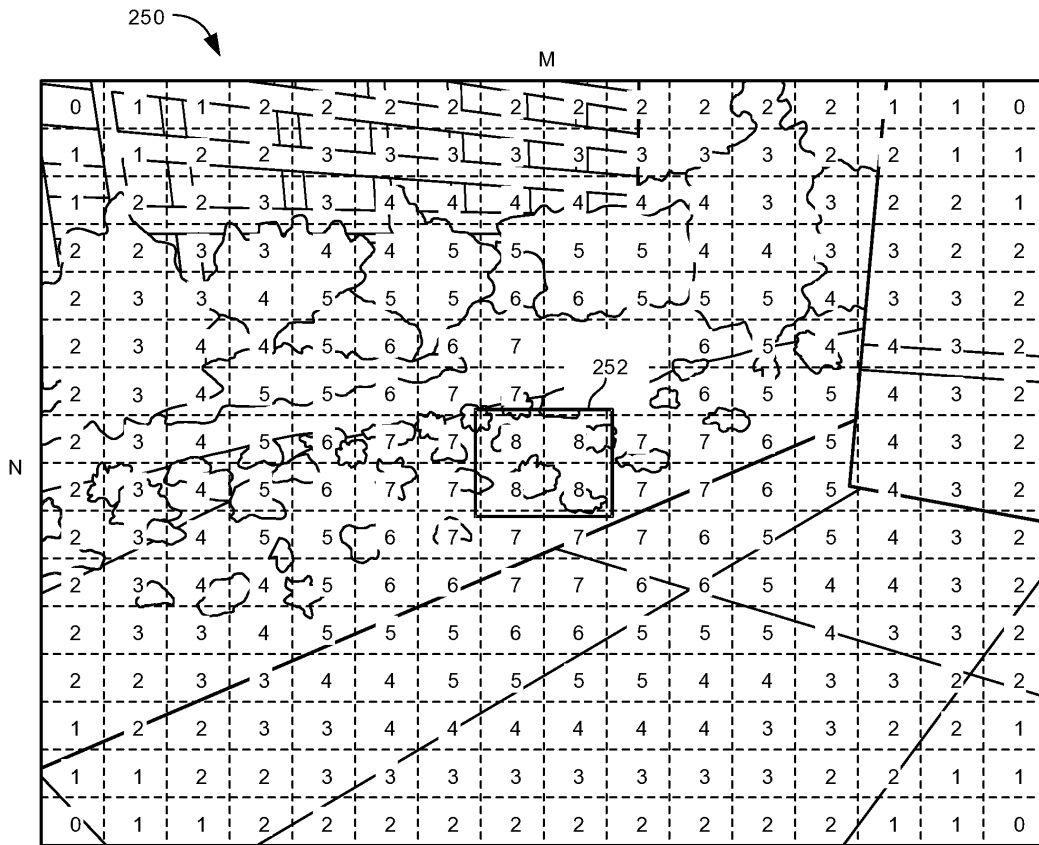 250
M
0 1 1 2 2 2 2 2 2 2 2 2 2 1 1 0
1 1 2 2 3 3 3 3 3 3 3 3 2 2 1 1
1 2 2 3 3 4 4 4 4 4 4 3 3 2 2 1
2 2 3 3 4 4 5 5 5 5 4 4 3 3 2 2
2 3 3 4 5 5 5 6 6 5 5 5 4 3 3 2
2 3 4 4 5 6 6 7 6 5 4 4 3 2
252
2 3 4 5 5 6 7 7 6 5 5 4 3 2
2 3 4 5 6 7 7 8 8 7 7 6 5 4 3 2
N
2 3 4 5 6 7 7 8 8 7 7 6 5 4 3 2
2 3 4 5 5 6 7 7 7 7 6 5 5 4 3 2
2 3 4 4 5 6 6 7 7 6 6 5 4 4 3 2
2 3 3 4 5 5 5 6 6 5 5 5 4 3 3 2
2 2 3 3 4 4 5 5 5 5 4 4 3 3 2 2
1 2 2 3 3 4 4 4 4 4 4 3 3 2 2 1
1 1 2 2 3 3 3 3 3 3 3 3 2 2 1 1
0 1 1 2 2 2 2 2 2 2 2 2 2 1 1 0